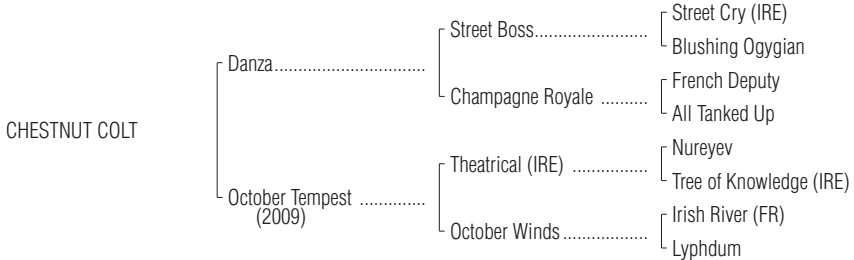 Street Cry (IRE)
Street Boss..........................
Blushing Ogygian
Danza................................
French Deputy
Champagne Royale ..........
All Tanked Up
CHESTNUT COLT
Nureyev
Theatrical (IRE) ................
Tree of Knowledge (IRE)
October Tempest ..............
(2009)
Irish River (FR)
October Winds..................
Lyphdum